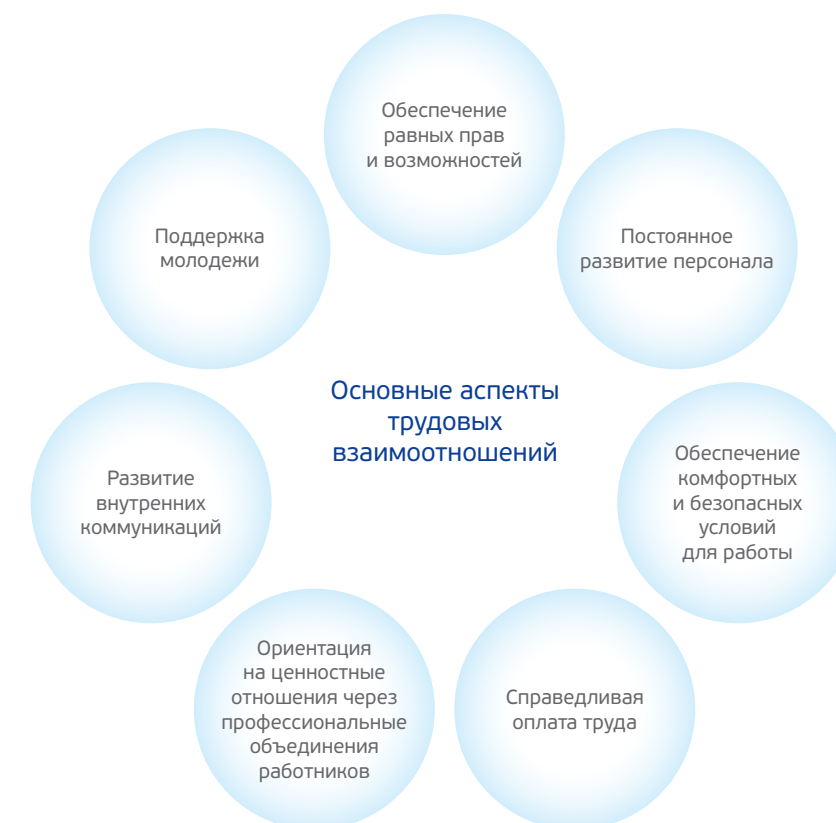 Обеспечение
равных прав
и возможностей
Поддержка
молодежи
Постоянное
развитие персонала
Основные аспекты
трудовых
взаимоотношений
Развитие
внутренних
коммуникаций
Обеспечение
комфортных
и безопасных
условий
для работы
Ориентация
на ценностные
отношения через
профессиональные
объединения
работников
Справедливая
оплата труда